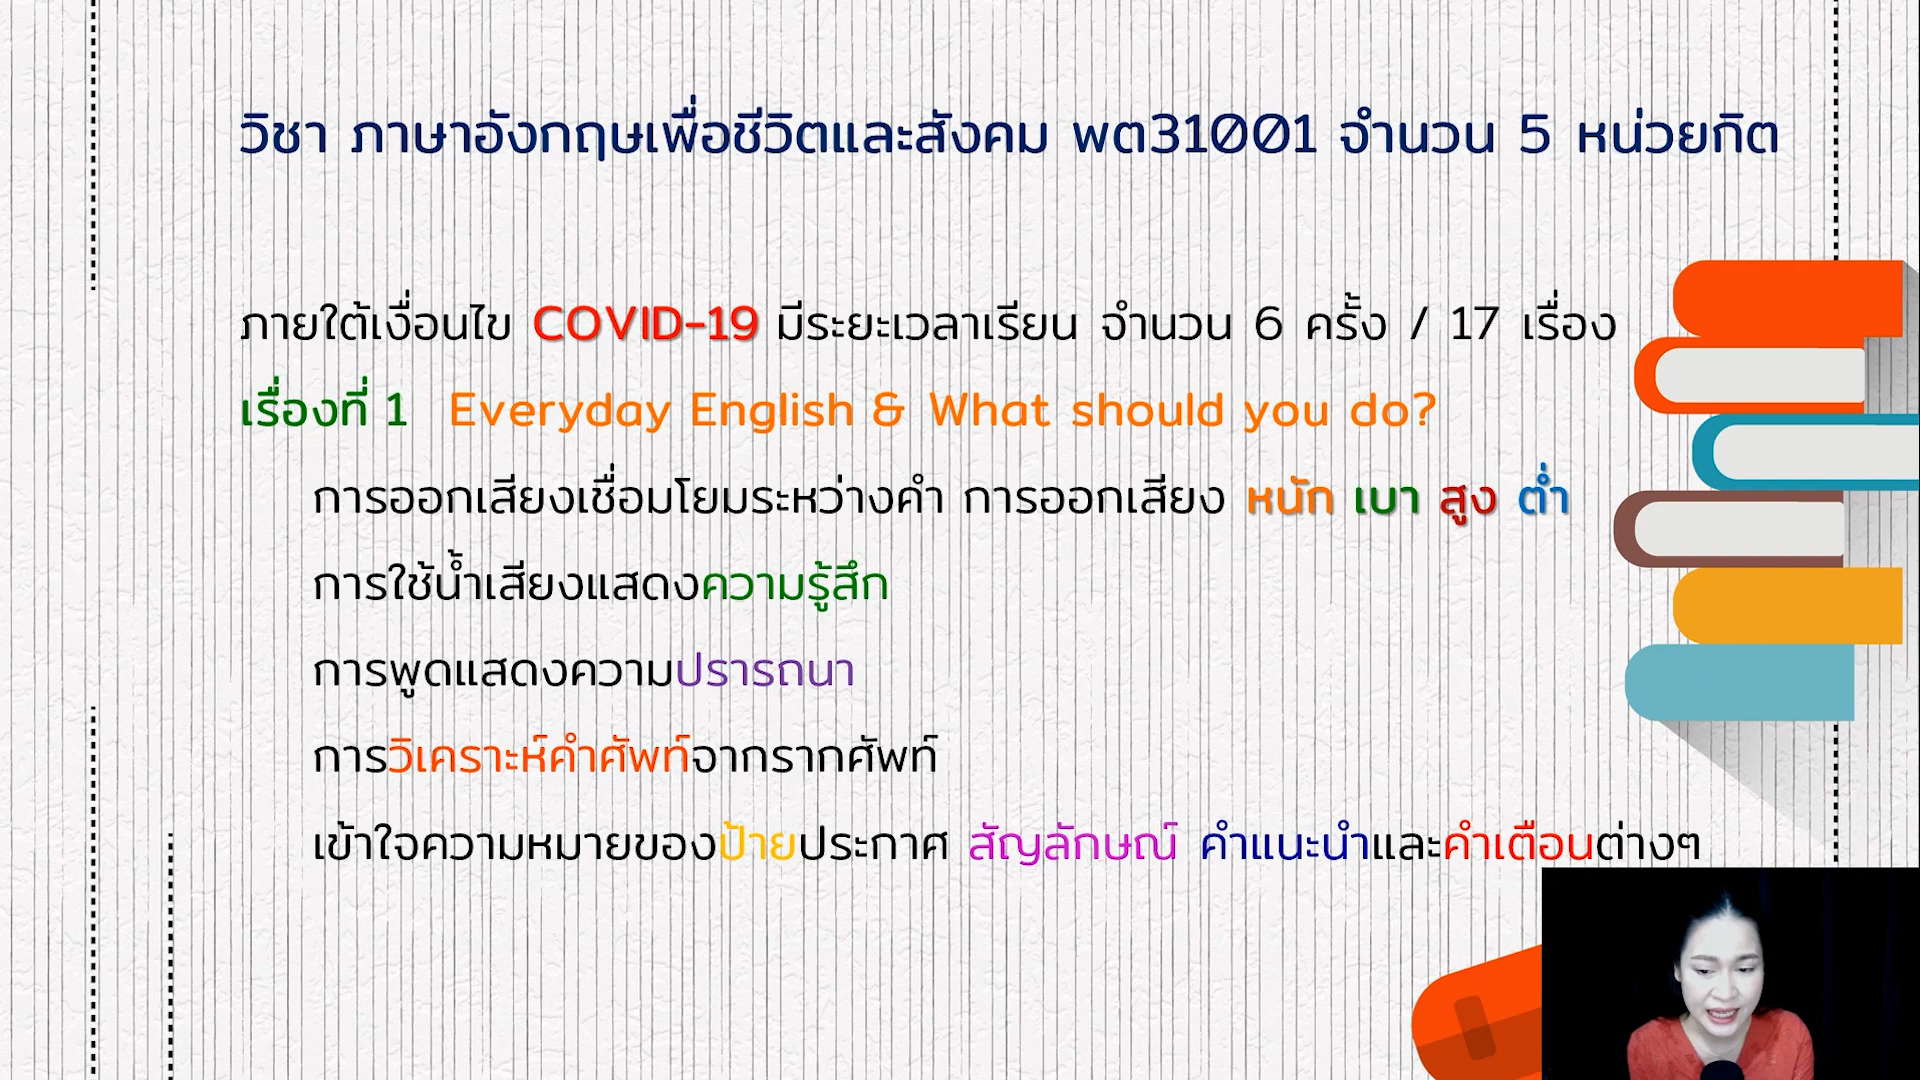 วิชา ภาษาอังกฤษเพื่อชีวิตและสังคม พต31001 จำนวน 5 หน่วยกิต
ภายใต้เงื่อนไข COVID-19 มีระยะเวลาเรียน จำนวน 6 ครั้ง / 17 เรื่อง
เรื่องที่ 1 Everyday English & What should you do?
การออกเสียงเชื่อมโยมระหว่างคำ การออกเสียง หนัก เบา สูง ต่ำ
การใช้น้ำเสียงแสดงความรู้สึก
การพูดแสดงความปรารถนา
การวิเคราะห์คำศัพท์จากรากศัพท์
เข้าใจความหมายของป้ายประกาศ สัญลักษณ์ คำแนะนำและคำเตือนต่างๆ